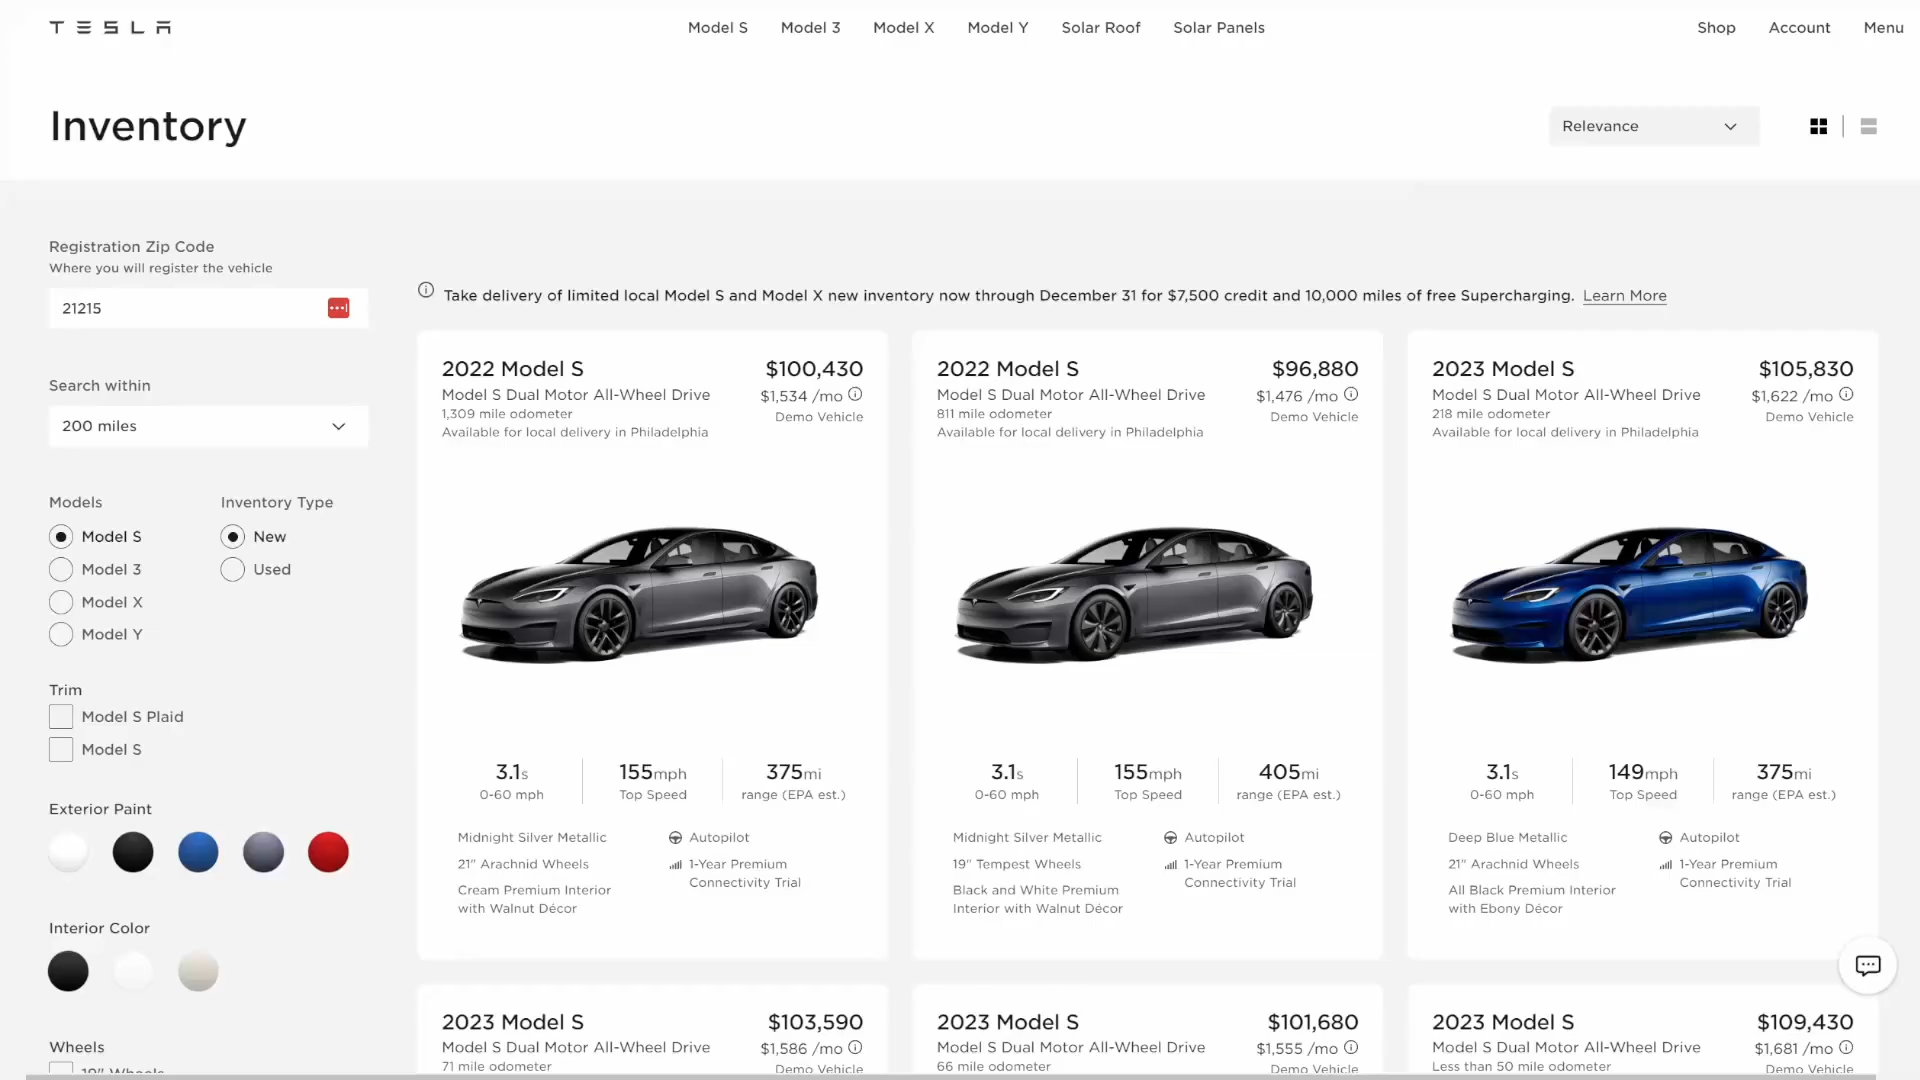 TESLA
Model S
Model 3
Model X
Model Y
Solar Roof
Solar Panels
Shop
Account
Menu
Inventory
Relevance
Registration Zip Code
Where you will register the vehicle
21215
Search within
200 miles
Models
Model S
Model 3
Model X
Model Y
Inventory Type
New
Used
Trim
Model S Plaid
Model S
Exterior Paint
Interior Color
Wheels
19" Wheels
Take delivery of limited local Model S and Model X new inventory now through December 31 for $7,500 credit and 10,000 miles of free Supercharging. Learn More
2022 Model S
$100,430
Model S Dual Motor All-Wheel Drive
$1,534 /mo
1,309 mile odometer
Demo Vehicle
Available for local delivery in Philadelphia
3.1s
0-60 mph
155mph
Top Speed
375mi
range (EPA est.)
Midnight Silver Metallic
21" Arachnid Wheels
Cream Premium Interior
with Walnut Décor
Autopilot
1-Year Premium
Connectivity Trial
2022 Model S
$96,880
Model S Dual Motor All-Wheel Drive
$1,476 /mo
811 mile odometer
Demo Vehicle
Available for local delivery in Philadelphia
3.1s
0-60 mph
155mph
Top Speed
405mi
range (EPA est.)
Midnight Silver Metallic
19" Tempest Wheels
Black and White Premium
Interior with Walnut Décor
Autopilot
1-Year Premium
Connectivity Trial
2023 Model S
$105,830
Model S Dual Motor All-Wheel Drive
$1,622 /mo
218 mile odometer
Demo Vehicle
Available for local delivery in Philadelphia
3.1s
0-60 mph
149mph
Top Speed
375mi
range (EPA est.)
Deep Blue Metallic
21" Arachnid Wheels
All Black Premium Interior
with Ebony Décor
Autopilot
1-Year Premium
Connectivity Trial
2023 Model S
$103,590
Model S Dual Motor All-Wheel Drive
$1,586 /mo
71 mile odometer
Demo Vehicle
2023 Model S
$101,680
Model S Dual Motor All-Wheel Drive
$1,555 /mo
66 mile odometer
Demo Vehicle
2023 Model S
$109,430
Model S Dual Motor All-Wheel Drive
$1,681 /mo
Less than 50 mile odometer
Demo Vehicle